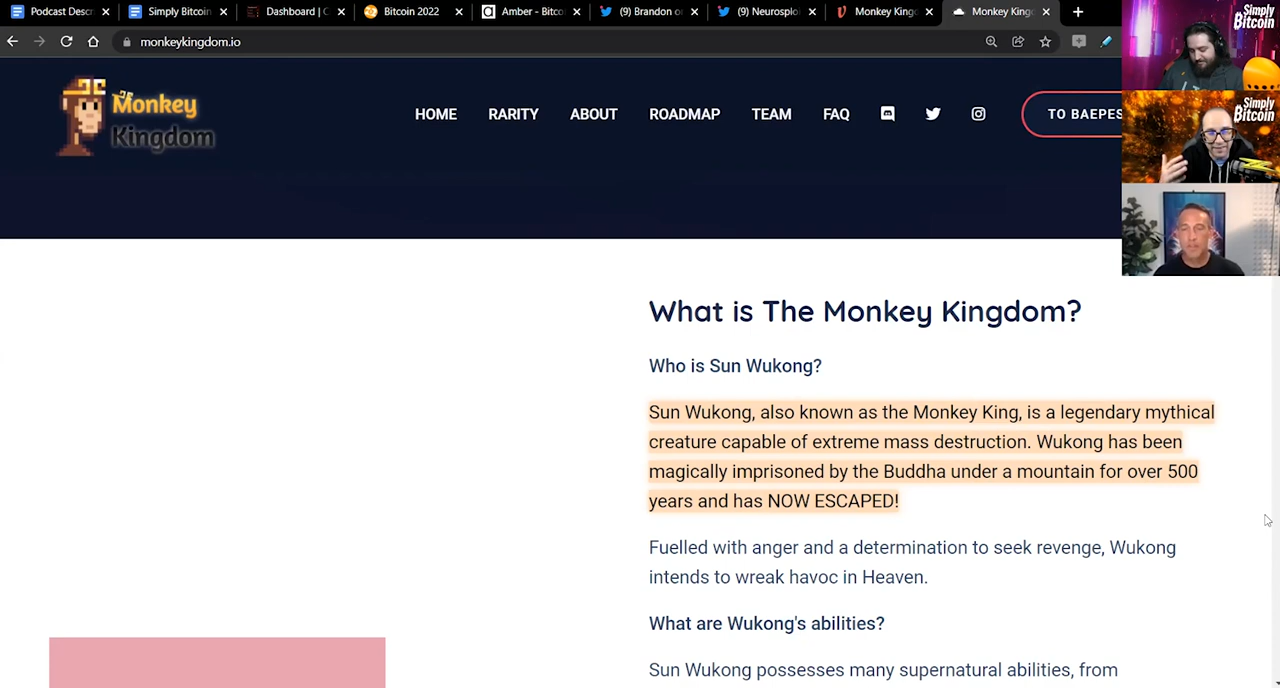 Podcast Descr
Simply Bitcoin
Dashboard | C
Bitcoin 2022
Amber - Bitco
(9) Brandon o
(9) Neurosploi
Monkey King
Monkey King
monkeykingdom.io
Simply
Bitcoin
Monkey
Kingdom
HOME
RARITY
ABOUT
ROADMAP
TEAM
FAQ
TO BAEPES
Simply
Bitcoin
What is The Monkey Kingdom?
Who is Sun Wukong?
Sun Wukong, also known as the Monkey King, is a legendary mythical
creature capable of extreme mass destruction. Wukong has been
magically imprisoned by the Buddha under a mountain for over 500
years and has NOW ESCAPED!
Fuelled with anger and a determination to seek revenge, Wukong
intends to wreak havoc in Heaven.
What are Wukong's abilities?
Sun Wukong possesses many supernatural abilities, from